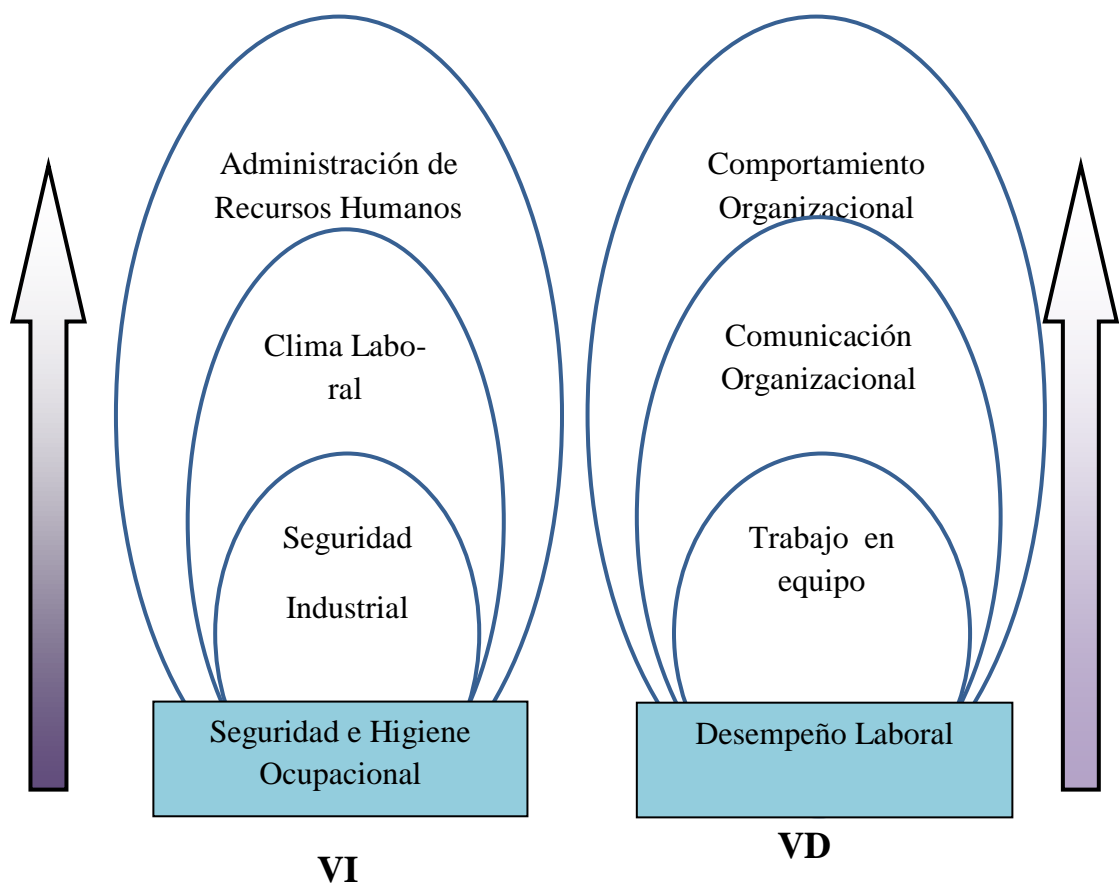 Administración de
Recursos Humanos
Clima Labo-
ral
Seguridad
Industrial
Seguridad e Higiene
Ocupacional
VI
Comportamiento
Organizacional
Comunicación
Organizacional
Trabajo en
equipo
Desempeño Laboral
VD